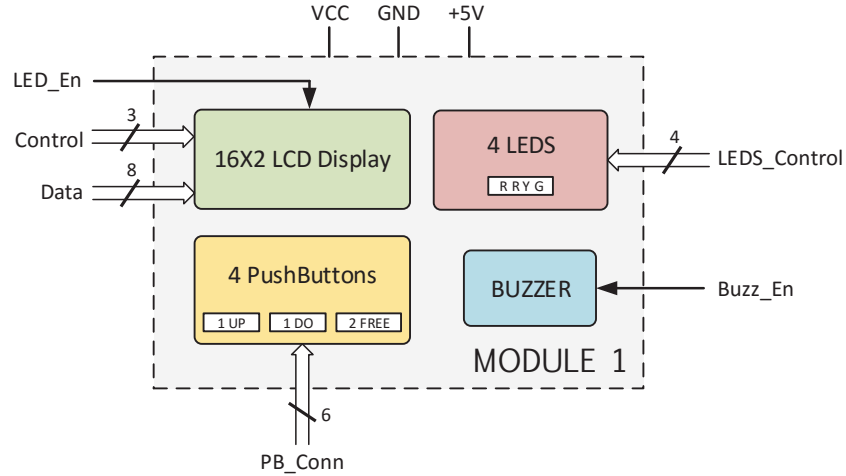 VCC GND +5V
LED_En
Control 3
Data 8
16X2 LCD Display
4 LEDS
R R Y G
4 LEDS_Control
4 PushButtons
1 UP 1 DO 2 FREE
BUZZER
Buzz_En
MODULE 1
6
PB_Conn